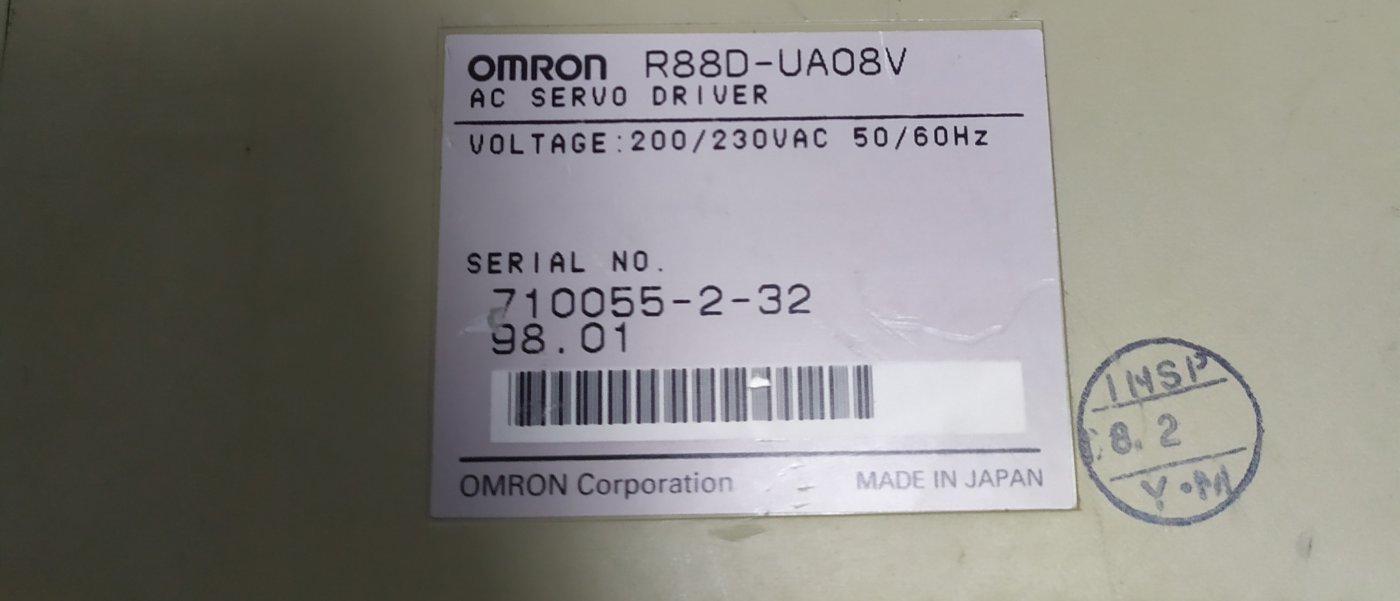 OMRON R88D-UA08V
AC SERVO DRIVER
VOLTAGE:200/230VAC 50/60Hz
SERIAL NO.
710055-2-32
98.01
OMRON Corporation MADE IN JAPAN
INSP
8.2